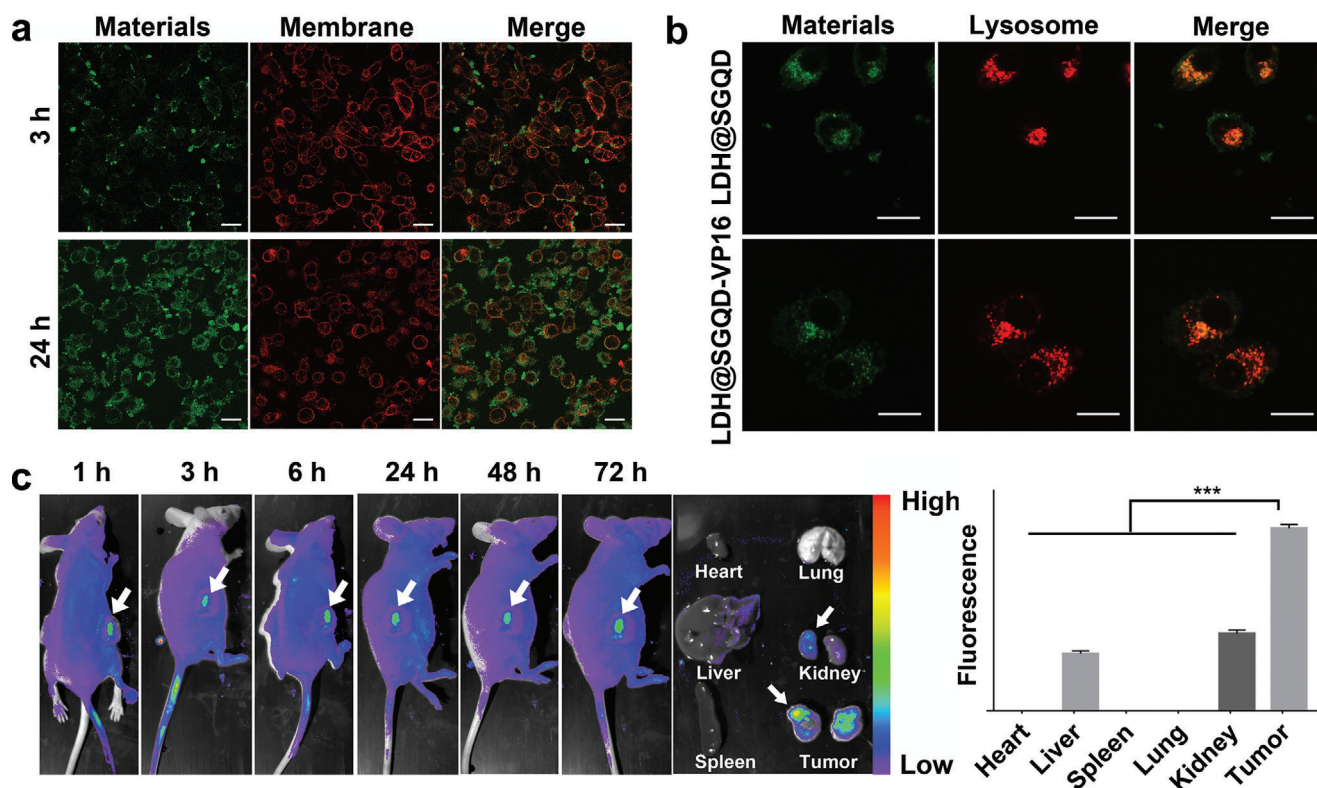 a
Materials Membrane Merge
3 h
24 h
b
Materials Lysosome Merge
LDH@SGQD
LDH@SGQD-VP16
c
1 h 3 h 6 h 24 h 48 h 72 h
Heart Lung
Liver Kidney
Spleen Tumor
High
Low
Fluorescence
***
Heart
Liver
Spleen
Lung
Kidney
Tumor